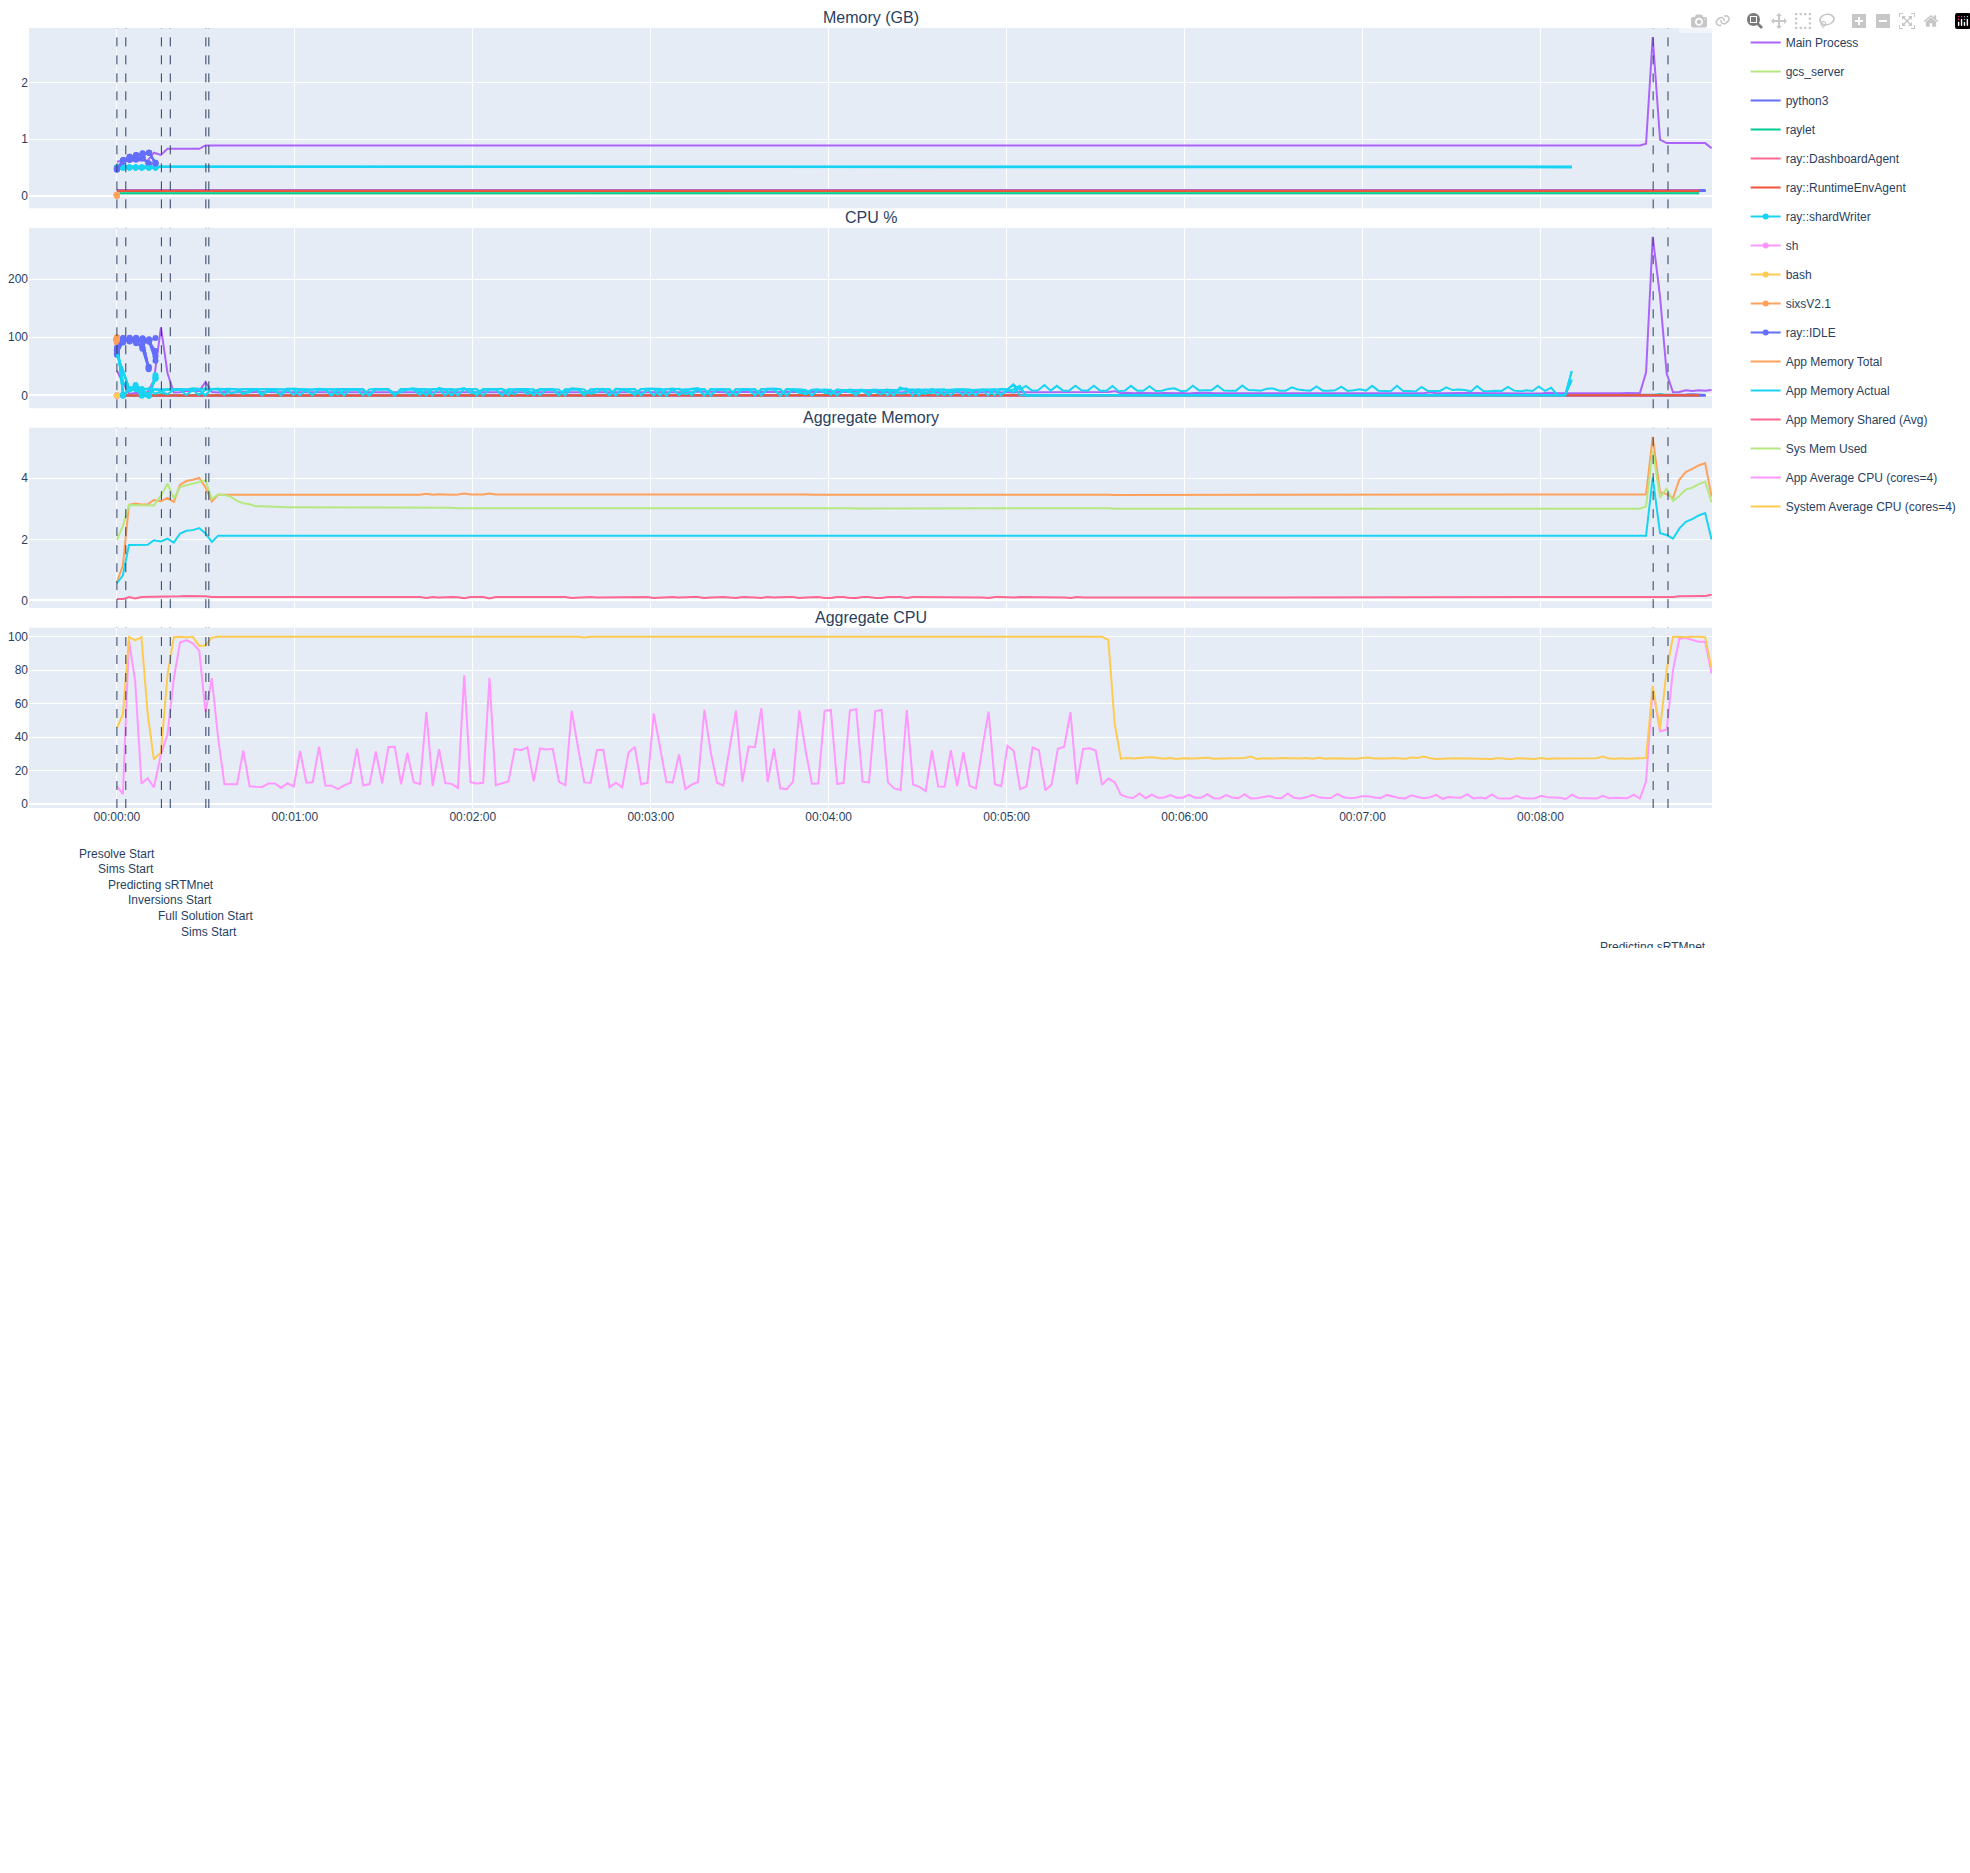 Memory (GB)
2
1
0
CPU %
200
100
0
Aggregate Memory
4
2
0
Aggregate CPU
100
80
60
40
20
0
00:00:00
00:01:00
00:02:00
00:03:00
00:04:00
00:05:00
00:06:00
00:07:00
00:08:00
Presolve Start
Sims Start
Predicting sRTMnet
Inversions Start
Full Solution Start
Sims Start
Predicting sRTMnet
Main Process
gcs_server
python3
raylet
ray::DashboardAgent
ray::RuntimeEnvAgent
ray::shardWriter
sh
bash
sixsV2.1
ray::IDLE
App Memory Total
App Memory Actual
App Memory Shared (Avg)
Sys Mem Used
App Average CPU (cores=4)
System Average CPU (cores=4)